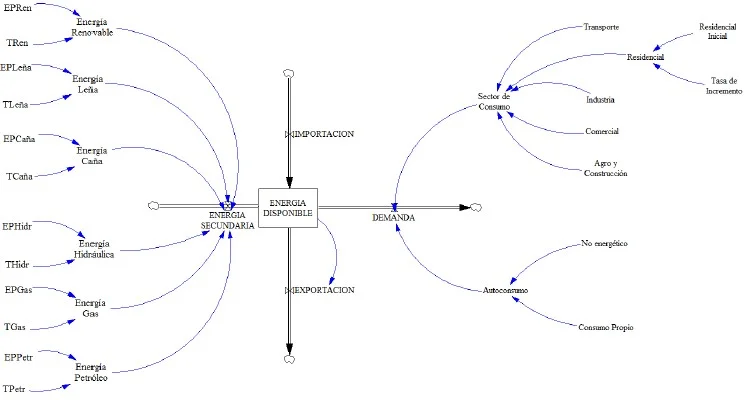 EPRen
Energía
Renovable
TRen
EPLeña
Energía
Leña
TLeña
EPCaña
Energía
Caña
TCaña
EPHidr
Energía
Hidráulica
THidr
EPGas
Energía
Gas
TGas
EPPetr
Energía
Petróleo
TPetr
ENERGIA
SECUNDARIA
IMPORTACION
ENERGIA
DISPONIBLE
EXPORTACION
DEMANDA
Transporte
Residencial
Residencial
Inicial
Tasa de
Incremento
Sector de
Consumo
Industria
Comercial
Agro y
Construcción
No energético
Autoconsumo
Consumo Propio